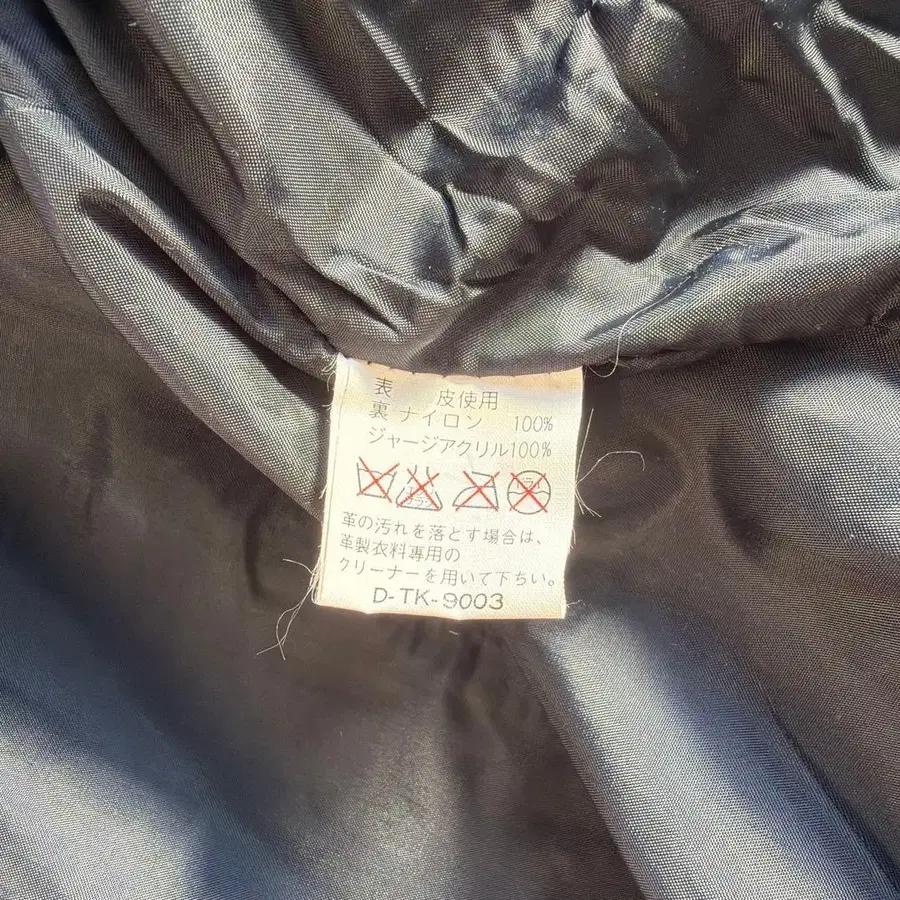 表 皮使用
裏 ナイロン 100%
ジャージアクリル100%
革の汚れを落とす場合は、
革製衣料専用の
クリーナーを用いて下ちい。
D-TK-9003